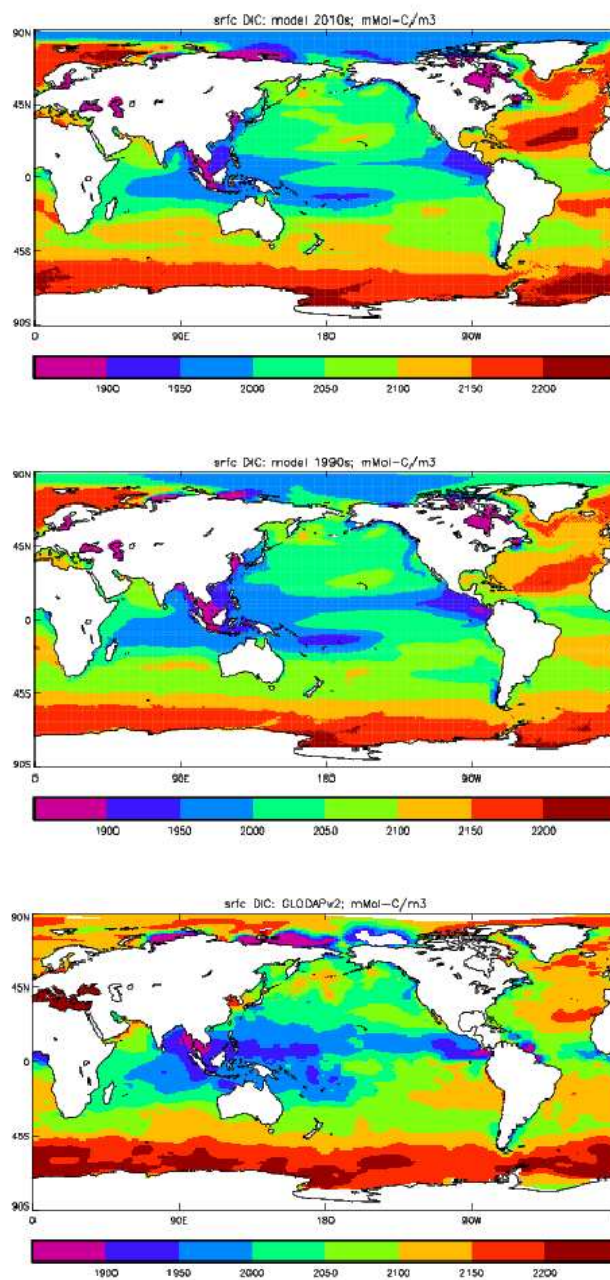 srfc DIC: model 2010s; mMol-C/m3
90N
45N
0
45S
90S
0 90E 180 90W
1900 1950 2000 2050 2100 2150 2200
srfc DIC: model 1990s; mMol-C/m3
90N
45N
0
45S
90S
0 90E 180 90W
1900 1950 2000 2050 2100 2150 2200
srfc DIC: GLODAPv2; mMol-C/m3
90N
45N
0
45S
90S
0 90E 180 90W
1900 1950 2000 2050 2100 2150 2200